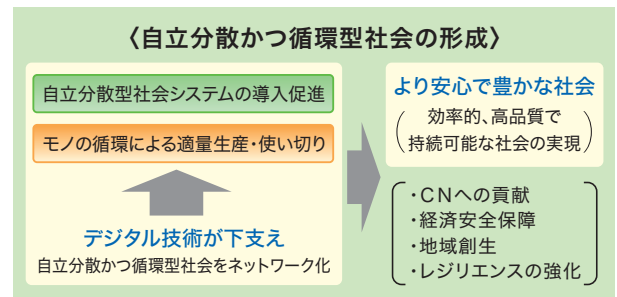 〈自立分散かつ循環型社会の形成〉
自立分散型社会システムの導入促進
モノの循環による適量生産・使い切り
デジタル技術が下支え
自立分散かつ循環型社会をネットワーク化
より安心で豊かな社会
(効率的、高品質で
持続可能な社会の実現)
・CNへの貢献
・経済安全保障
・地域創生
・レジリエンスの強化